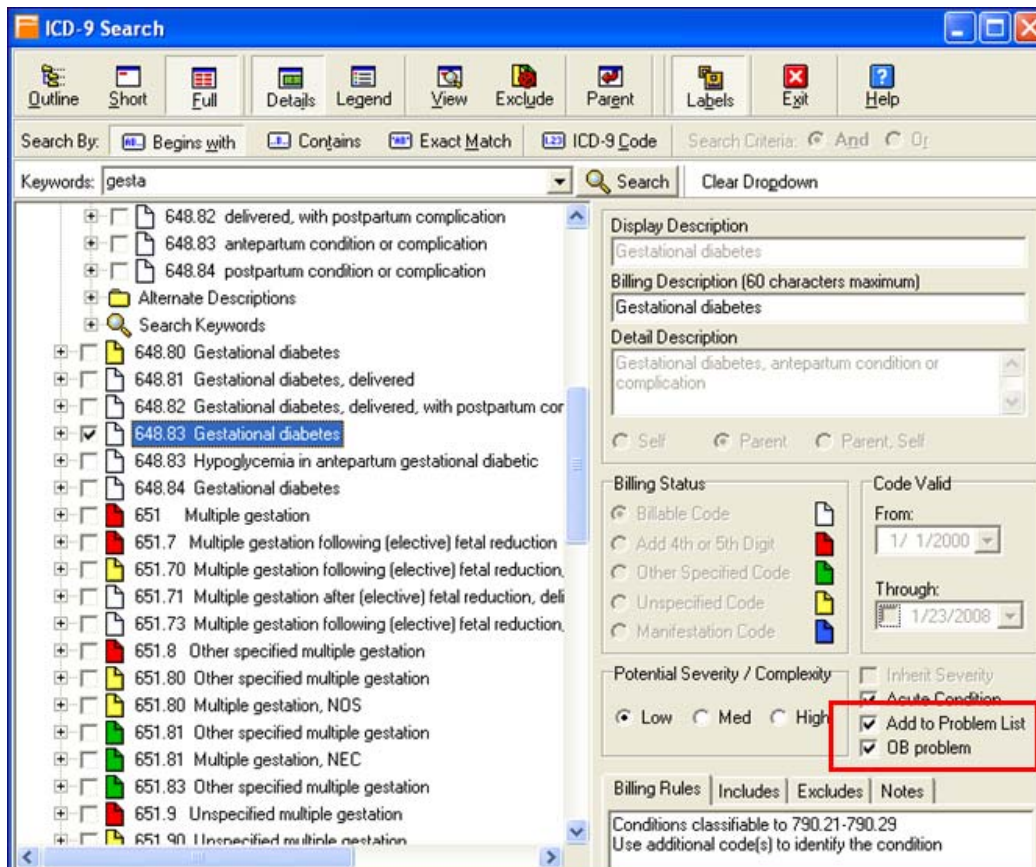 ICD-9 Search
Outline Short Full Details Legend View Exclude Parent Labels Exit Help
Search By: Begins with Contains Exact Match ICD-9 Code Search Criteria: And Or
Keywords: gesta Search Clear Dropdown
648.82 delivered, with postpartum complication
648.83 antepartum condition or complication
648.84 postpartum condition or complication
Alternate Descriptions
Search Keywords
648.80 Gestational diabetes
648.81 Gestational diabetes, delivered
648.82 Gestational diabetes, delivered, with postpartum cor
648.83 Gestational diabetes
648.83 Hypoglycemia in antepartum gestational diabetic
648.84 Gestational diabetes
651 Multiple gestation
651.7 Multiple gestation following (elective) fetal reduction
651.70 Multiple gestation following (elective) fetal reduction,
651.71 Multiple gestation after (elective) fetal reduction, deli
651.73 Multiple gestation following (elective) fetal reduction,
651.8 Other specified multiple gestation
651.80 Other specified multiple gestation
651.80 Multiple gestation, NOS
651.81 Other specified multiple gestation
651.81 Multiple gestation, NEC
651.83 Other specified multiple gestation
651.9 Unspecified multiple gestation
651.90 Unspecified multiple gestation
Display Description
Gestational diabetes
Billing Description (60 characters maximum)
Gestational diabetes
Detail Description
Gestational diabetes, antepartum condition or
complication
Self Parent Parent, Self
Billing Status
Billable Code
Add 4th or 5th Digit
Other Specified Code
Unspecified Code
Manifestation Code
Code Valid
From:
1/ 1/2000
Through:
1/23/2008
Potential Severity / Complexity
Low Med High
Inherit Severity
Acute Condition
Add to Problem List
OB problem
Billing Rules Includes Excludes Notes
Conditions classifiable to 790.21-790.29
Use additional code(s) to identify the condition